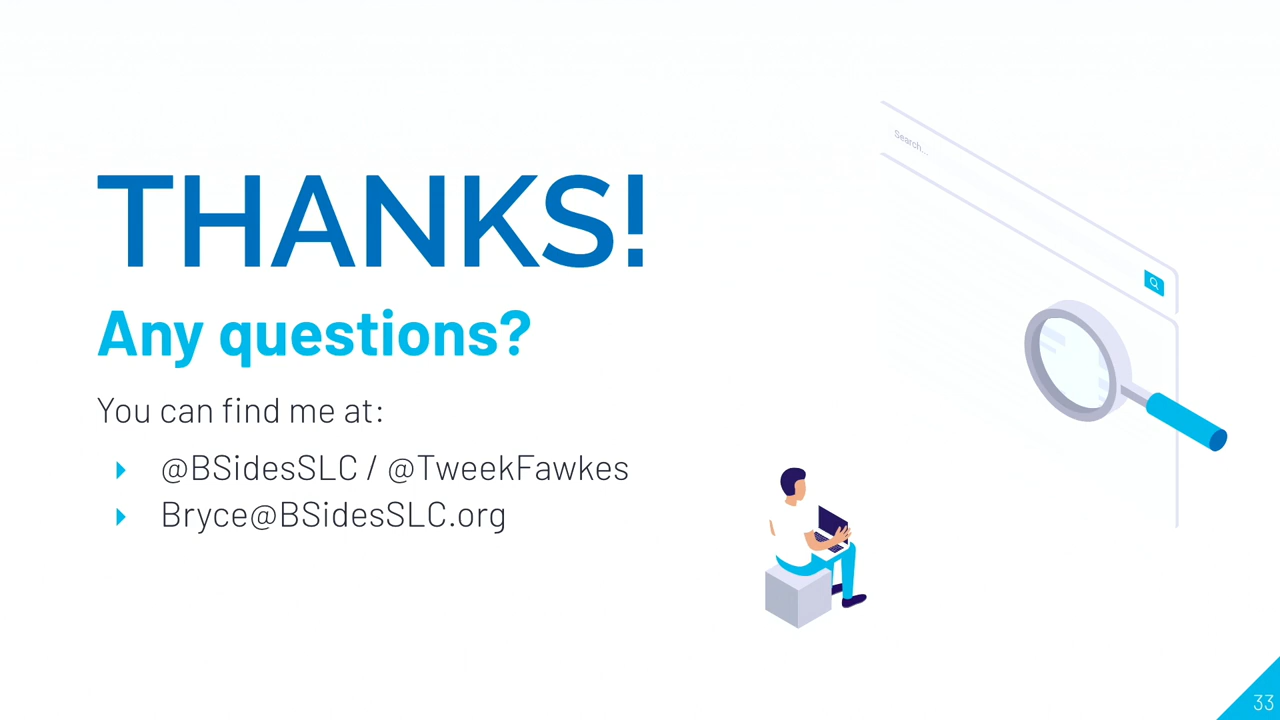 Search...
THANKS!
Any questions?
You can find me at:
@BSidesSLC / @TweekFawkes
Bryce@BSidesSLC.org
33